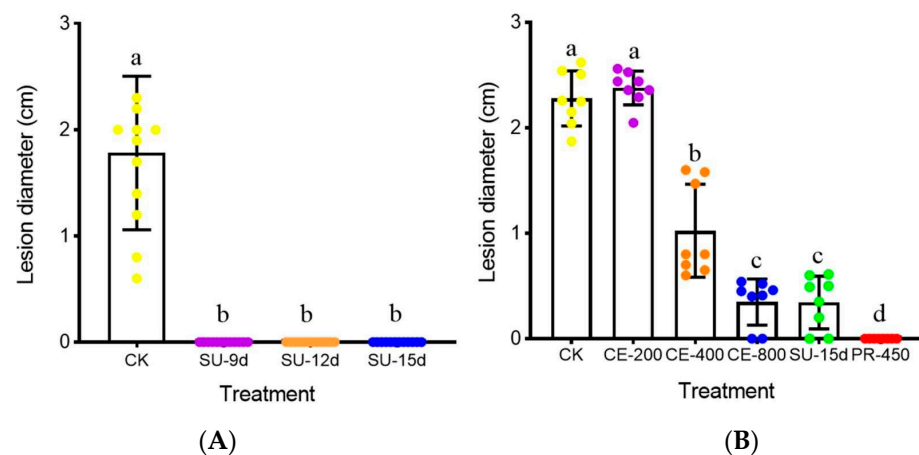 3
2
1
0
Lesion diameter (cm)
a
b
b
b
CK
SU-9d
SU-12d
SU-15d
Treatment
(A)
3
2
1
0
Lesion diameter (cm)
a
a
b
c
c
d
CK
CE-200
CE-400
CE-800
SU-15d
PR-450
Treatment
(B)